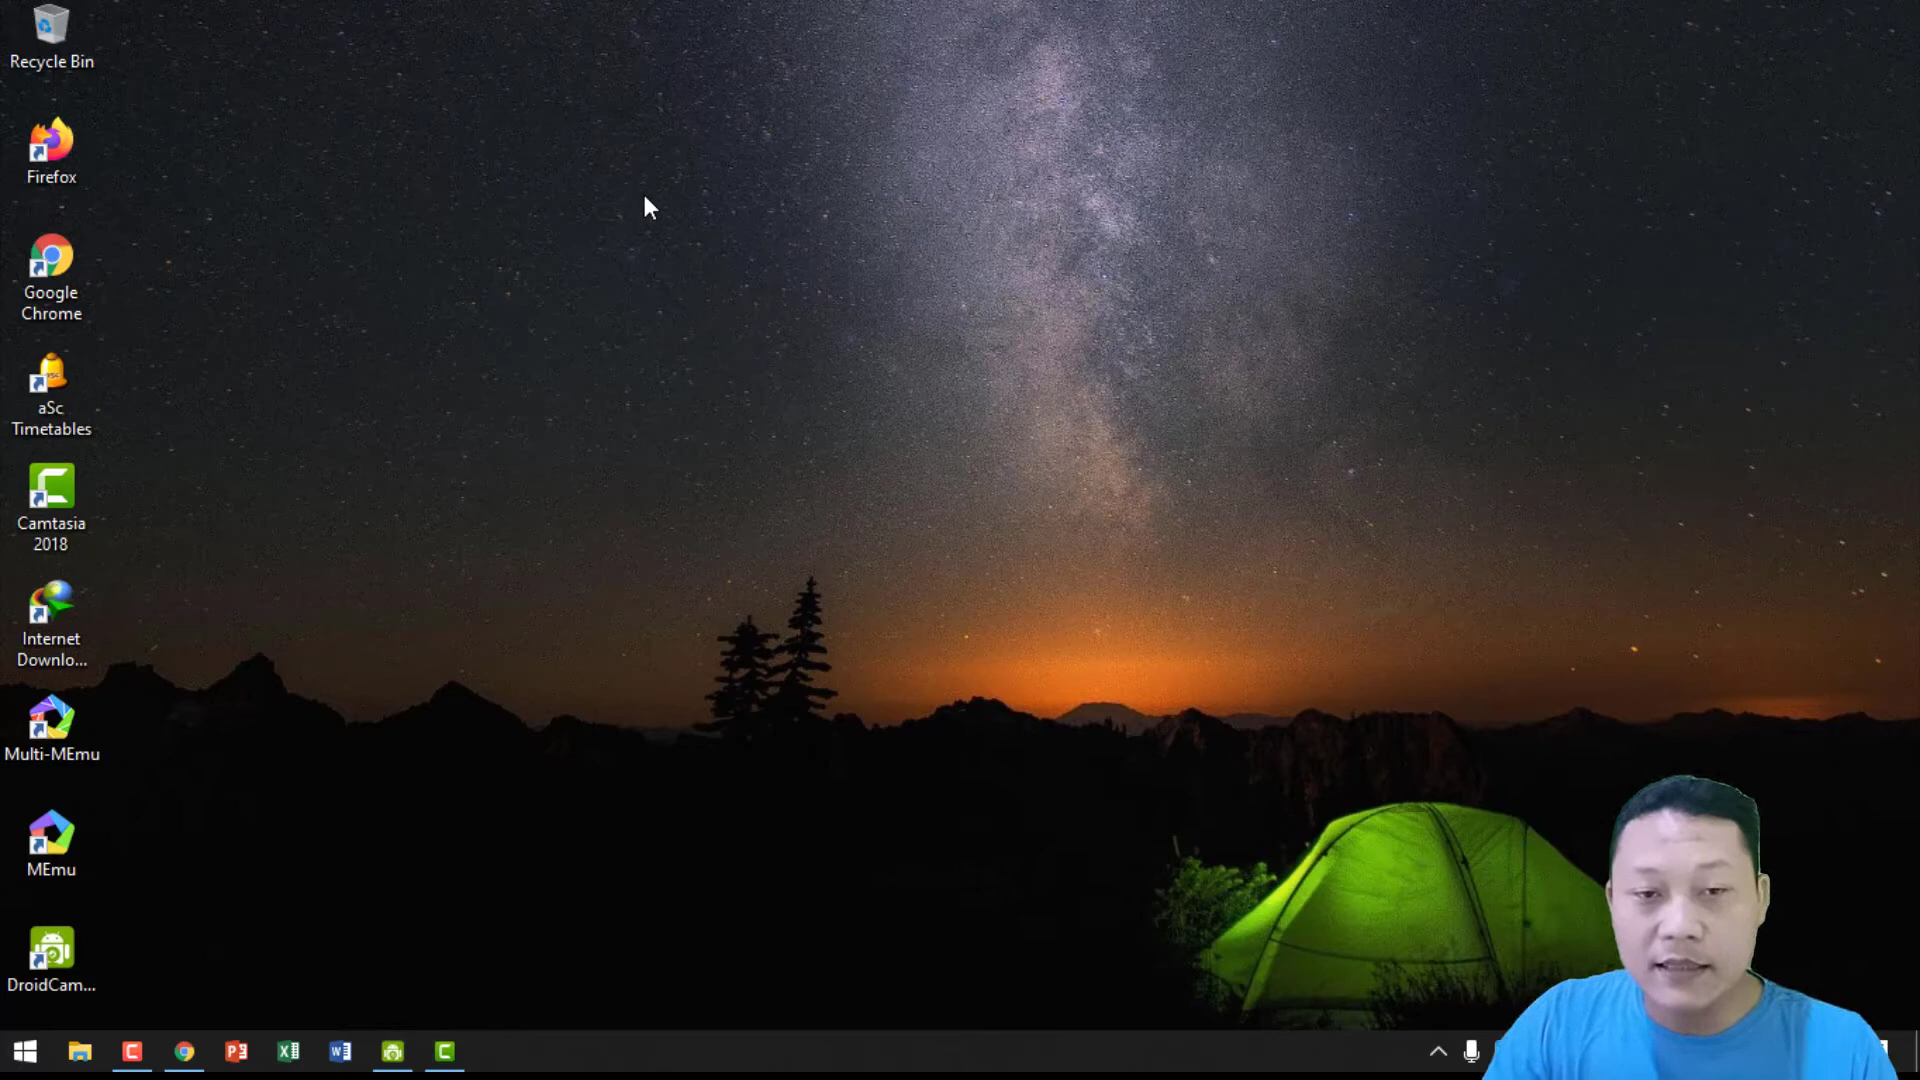 Recycle Bin
Firefox
Google
Chrome
aSc
Timetables
Camtasia
2018
Internet
Downlo...
Multi-MEmu
MEmu
DroidCam...